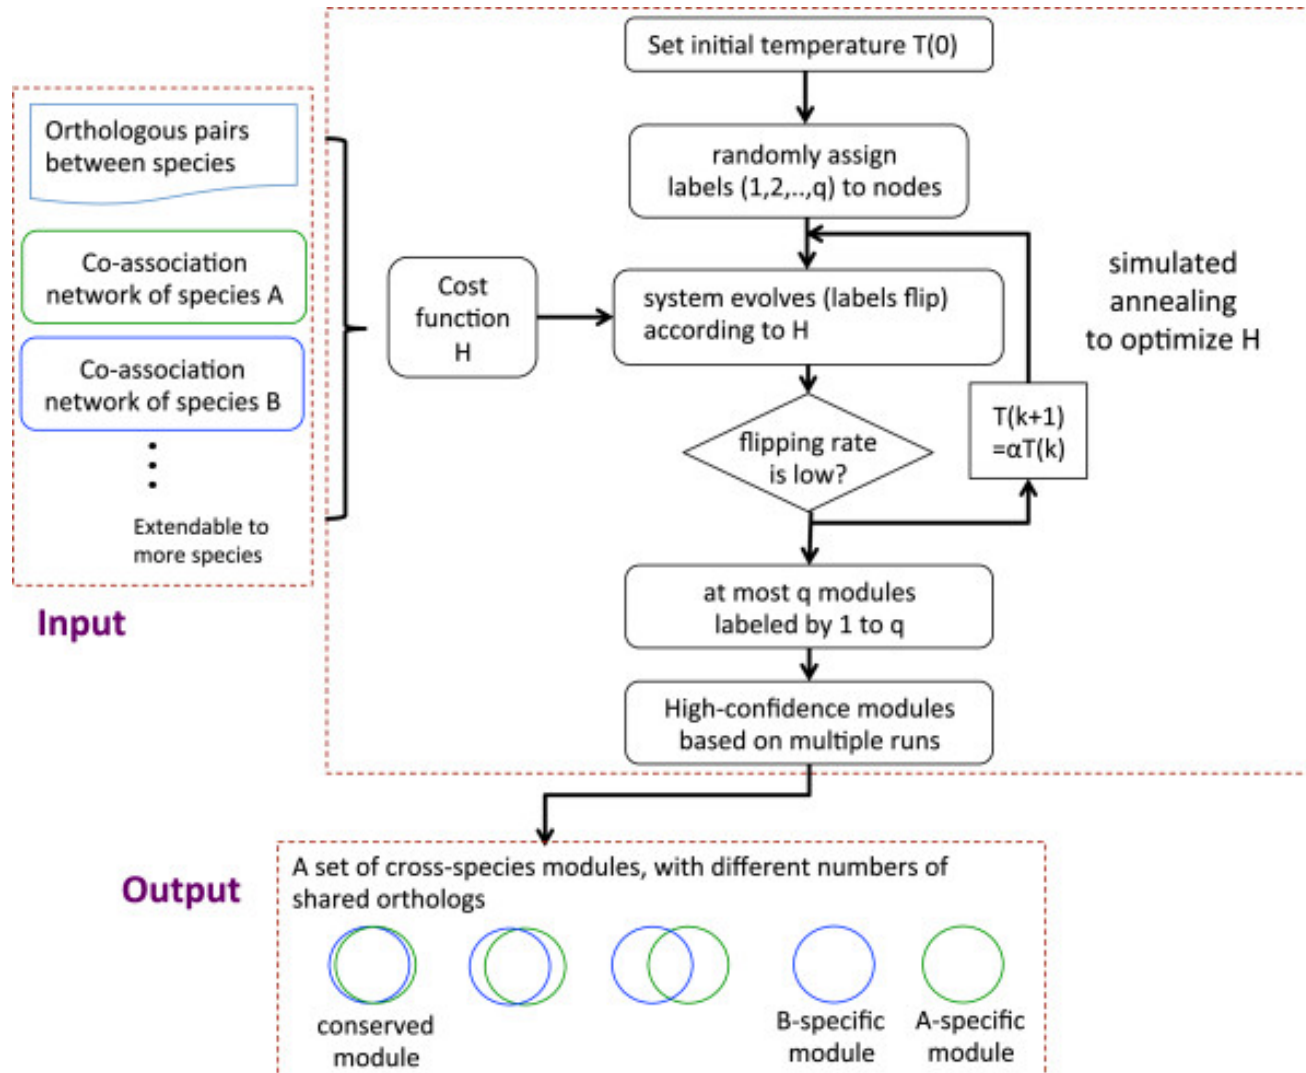 Set initial temperature T(0)
randomly assign
labels (1,2,..,q) to nodes
Orthologous pairs
between species
Co-association
network of species A
Co-association
network of species B
Extendable to
more species
Input
Cost
function
H
system evolves (labels flip)
according to H
simulated
annealing
to optimize H
T(k+1)
=αT(k)
flipping rate
is low?
at most q modules
labeled by 1 to q
High-confidence modules
based on multiple runs
Output
A set of cross-species modules, with different numbers of
shared orthologs
conserved
module
B-specific
module
A-specific
module